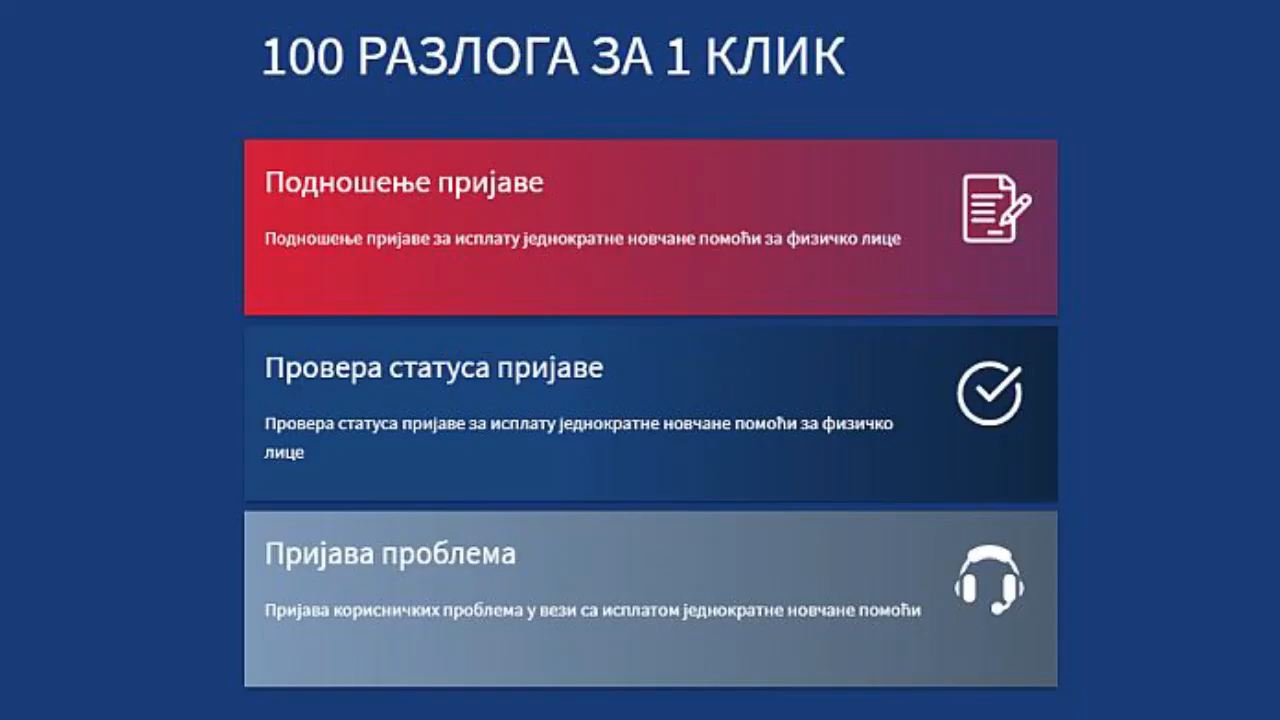 100 РАЗЛОГА ЗА 1 КЛИК
Подношење пријаве
Подношење пријаве за исплату једнократне новчане помоћи за физичко лице
Провера статуса пријаве
Провера статуса пријаве за исплату једнократне новчане помоћи за физичко
лице
Пријава проблема
Пријава корисничких проблема у вези са исплатом једнократне новчане помоћи